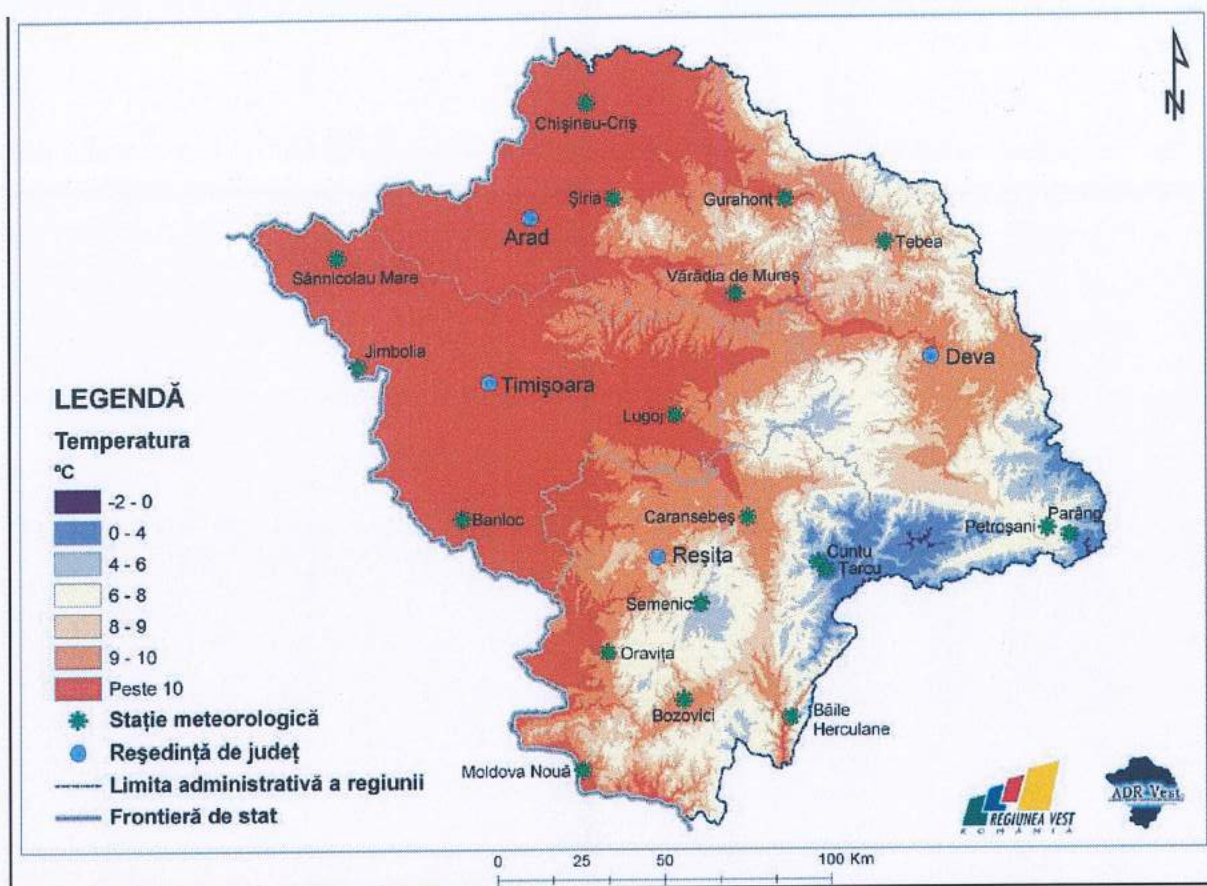 N
Chişineu-Criş
Şiria
Gurahonţ
Arad
Ţebea
Sânnicolau Mare
Vărădia de Mureş
Jimbolia
Deva
Timişoara
Lugoj
LEGENDĂ
Temperatura
ºC
-2 - 0
0 - 4
4 - 6
6 - 8
8 - 9
9 - 10
Peste 10
Staţie meteorologică
Reşedinţă de judeţ
Limita administrativă a regiunii
Frontieră de stat
Banloc
Caransebeş
Petroşani
Parâng
Reşiţa
Cuntu
Tarcu
Semenic
Oraviţa
Bozovici
Băile
Herculane
Moldova Nouă
REGIUNEA VEST
ROMÂNIA
ADR Vest
0 25 50 100 Km